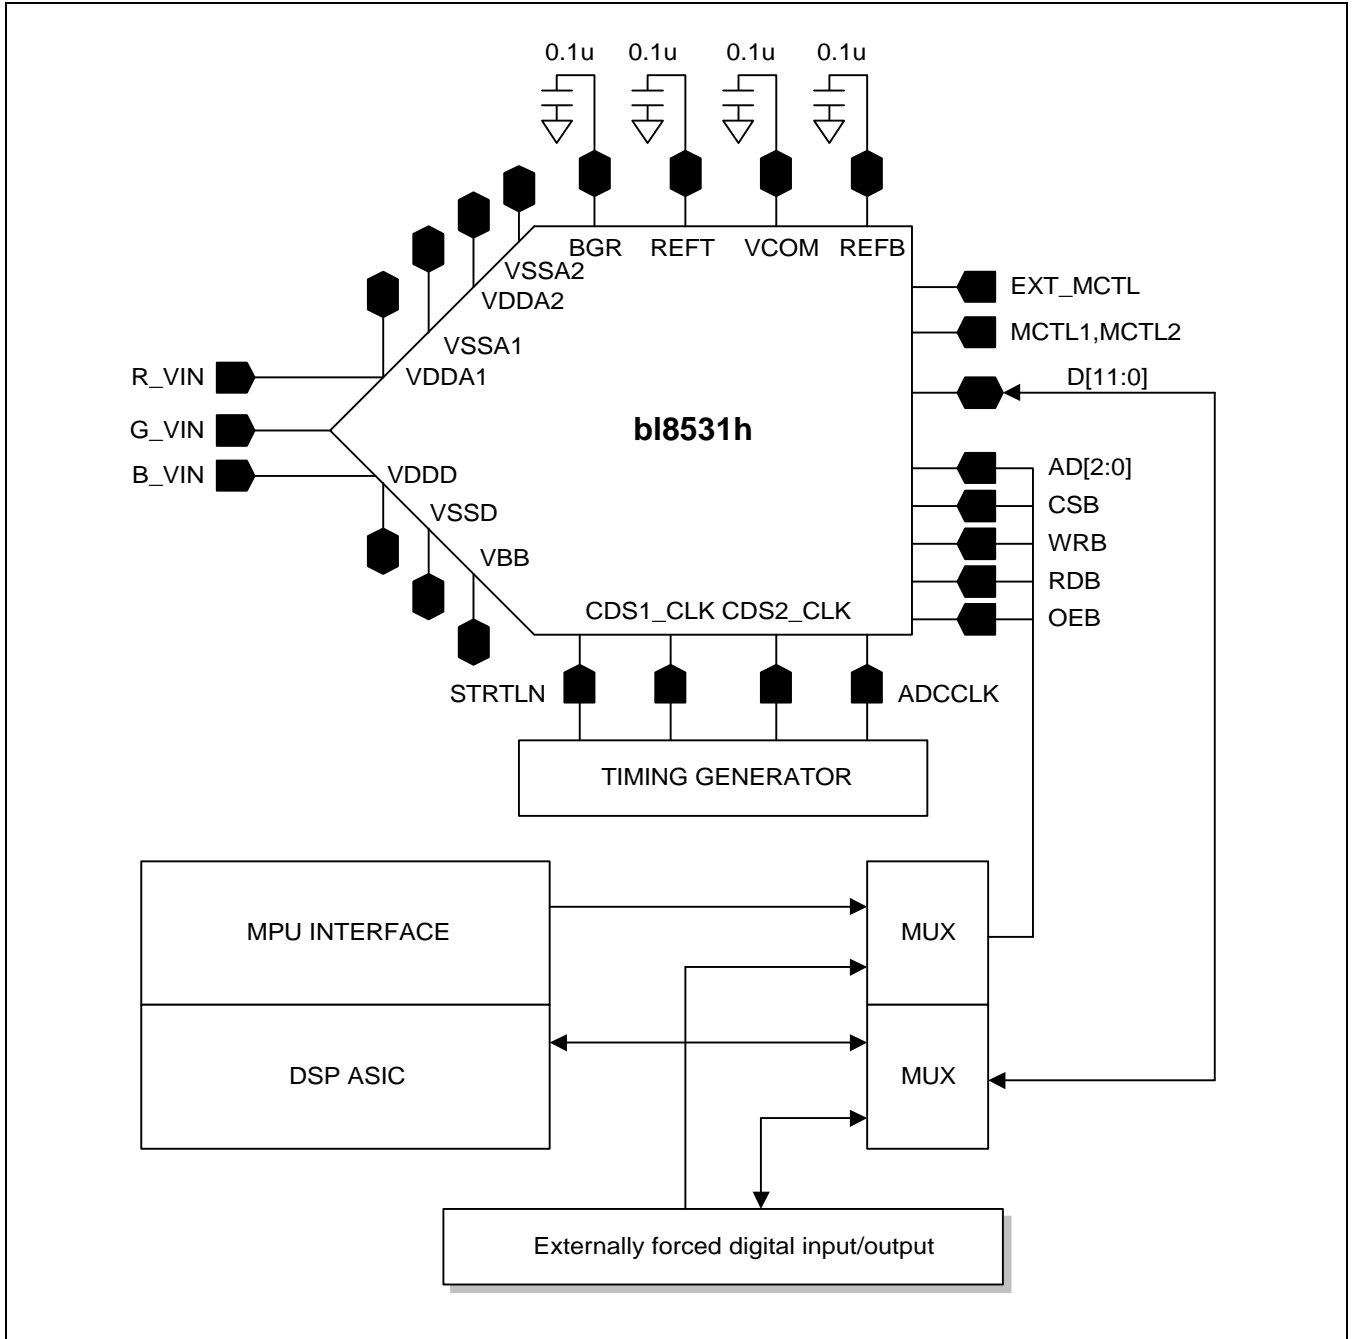 0.1u 0.1u 0.1u 0.1u
BGR REFT VCOM REFB
VSSA2
EXT_MCTL
VDDA2
MCTL1,MCTL2
VSSA1
R_VIN
VDDA1
D[11:0]
G_VIN
bl8531h
B_VIN
VDDD
AD[2:0]
VSSD
CSB
VBB
WRB
RDB
CDS1_CLK CDS2_CLK
OEB
STRTLN
ADCCLK
TIMING GENERATOR
MPU INTERFACE
MUX
DSP ASIC
MUX
Externally forced digital input/output